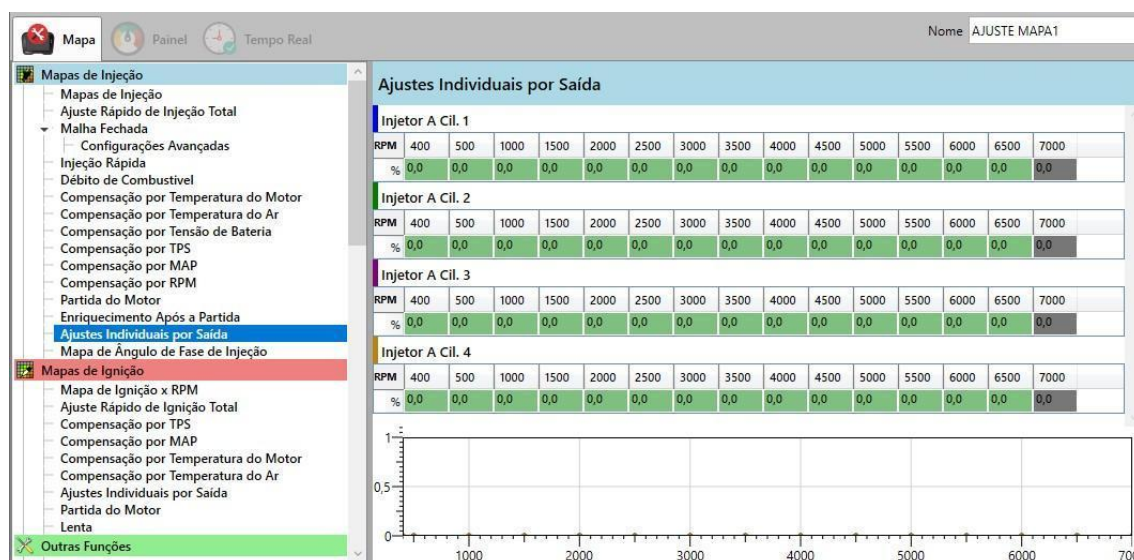 Mapa Painel Tempo Real Nome AJUSTE MAPA1
Mapas de Injeção
Mapas de Injeção
Ajuste Rápido de Injeção Total
Malha Fechada
Configurações Avançadas
Injeção Rápida
Débito de Combustivel
Compensação por Temperatura do Motor
Compensação por Temperatura do Ar
Compensação por Tensão de Bateria
Compensação por TPS
Compensação por MAP
Compensação por RPM
Partida do Motor
Enriquecimento Após a Partida
Ajustes Individuais por Saída
Mapa de Ângulo de Fase de Injeção
Mapas de Ignição
Mapa de Ignição x RPM
Ajuste Rápido de Ignição Total
Compensação por TPS
Compensação por MAP
Compensação por Temperatura do Motor
Compensação por Temperatura do Ar
Ajustes Individuais por Saída
Partida do Motor
Lenta
Outras Funções
Ajustes Individuais por Saída
Injetor A Cil. 1
RPM 400 500 1000 1500 2000 2500 3000 3500 4000 4500 5000 5500 6000 6500 7000
% 0,0 0,0 0,0 0,0 0,0 0,0 0,0 0,0 0,0 0,0 0,0 0,0 0,0 0,0 0,0
Injetor A Cil. 2
RPM 400 500 1000 1500 2000 2500 3000 3500 4000 4500 5000 5500 6000 6500 7000
% 0,0 0,0 0,0 0,0 0,0 0,0 0,0 0,0 0,0 0,0 0,0 0,0 0,0 0,0 0,0
Injetor A Cil. 3
RPM 400 500 1000 1500 2000 2500 3000 3500 4000 4500 5000 5500 6000 6500 7000
% 0,0 0,0 0,0 0,0 0,0 0,0 0,0 0,0 0,0 0,0 0,0 0,0 0,0 0,0 0,0
Injetor A Cil. 4
RPM 400 500 1000 1500 2000 2500 3000 3500 4000 4500 5000 5500 6000 6500 7000
% 0,0 0,0 0,0 0,0 0,0 0,0 0,0 0,0 0,0 0,0 0,0 0,0 0,0 0,0 0,0
1
0,5
0
1000 2000 3000 4000 5000 6000 700